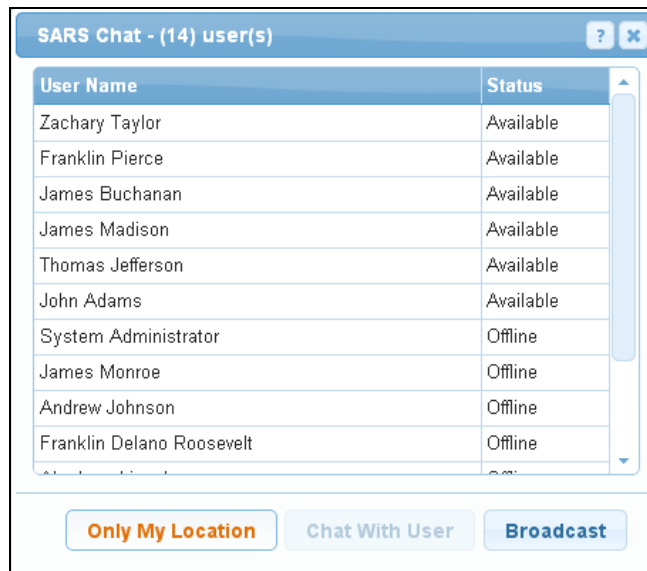 SARS Chat - (14) user(s) ? x
User Name Status
Zachary Taylor Available
Franklin Pierce Available
James Buchanan Available
James Madison Available
Thomas Jefferson Available
John Adams Available
System Administrator Offline
James Monroe Offline
Andrew Johnson Offline
Franklin Delano Roosevelt Offline
Only My Location Chat With User Broadcast